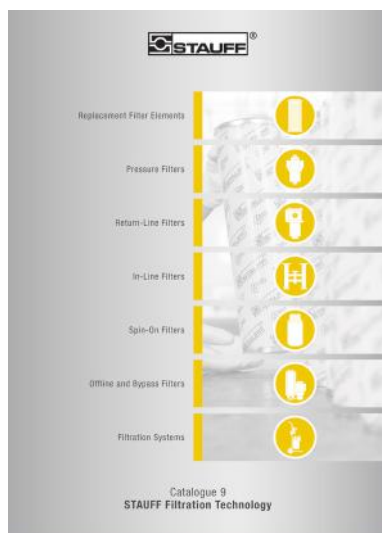 STAUFF®
Replacement Filter Elements
Pressure Filters
Return-Line Filters
In-Line Filters
Spin-On Filters
Offline and Bypass Filters
Filtration Systems
Catalogue 9
STAUFF Filtration Technology